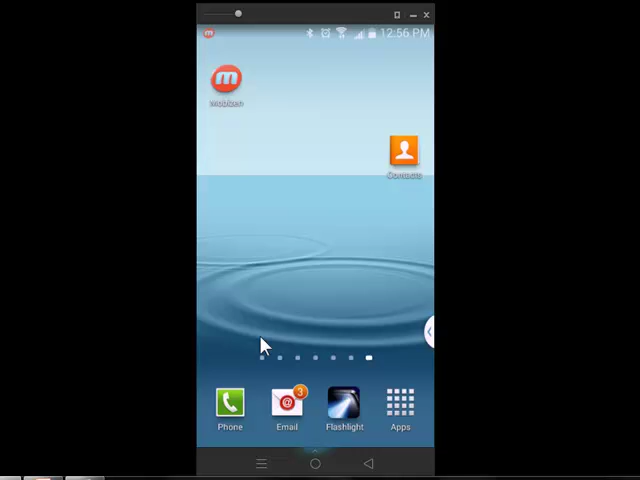 12:56 PM
m
Mobizen
Contacts
3
@
Phone
Email
Flashlight
Apps